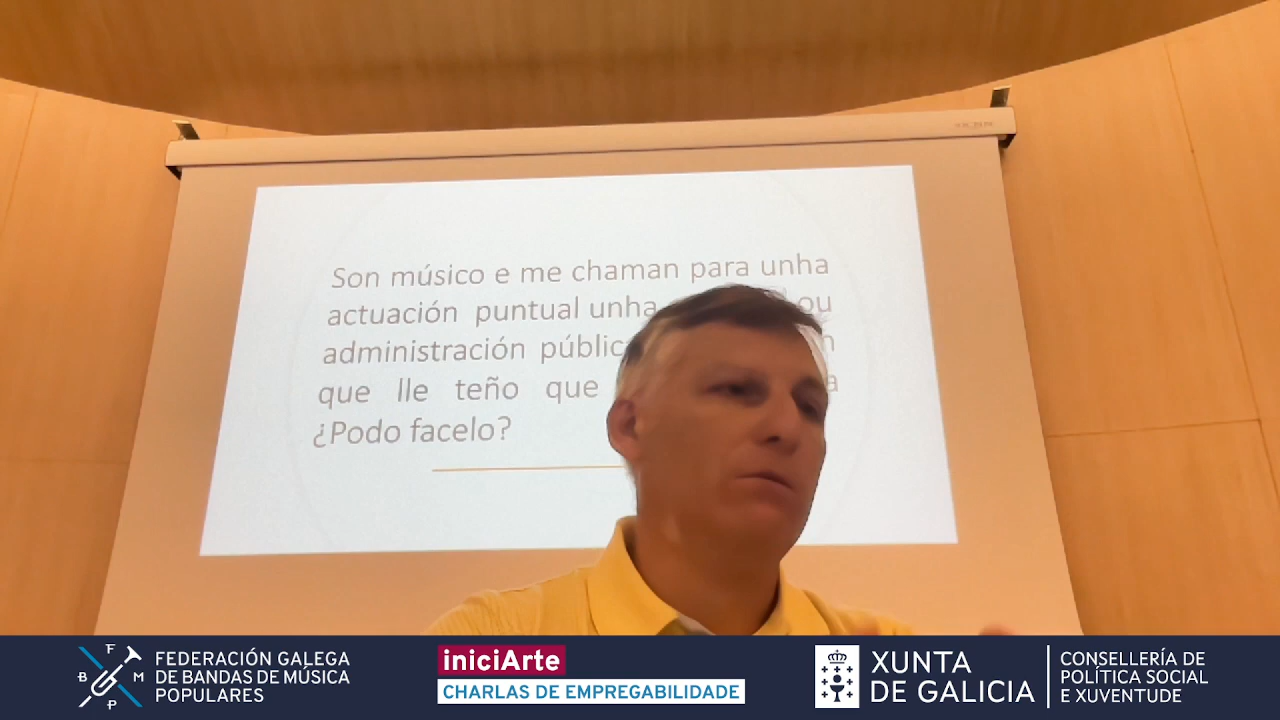 Son músico e me chaman para unha
actuación puntual unha ou
administración públic
que lle teño que
¿Podo facelo?
F
B M
P
FEDERACIÓN GALEGA
DE BANDAS DE MÚSICA
POPULARES
iniciArte
CHARLAS DE EMPREGABILIDADE
XUNTA
DE GALICIA
CONSELLERÍA DE
POLÍTICA SOCIAL
E XUVENTUDE